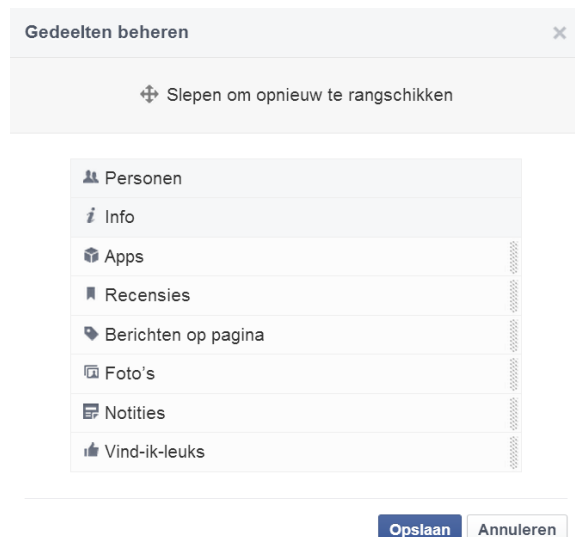 Gedeelten beheren
Slepen om opnieuw te rangschikken
Personen
Info
Apps
Recensies
Berichten op pagina
Foto's
Notities
Vind-ik-leuks
Opslaan Annuleren